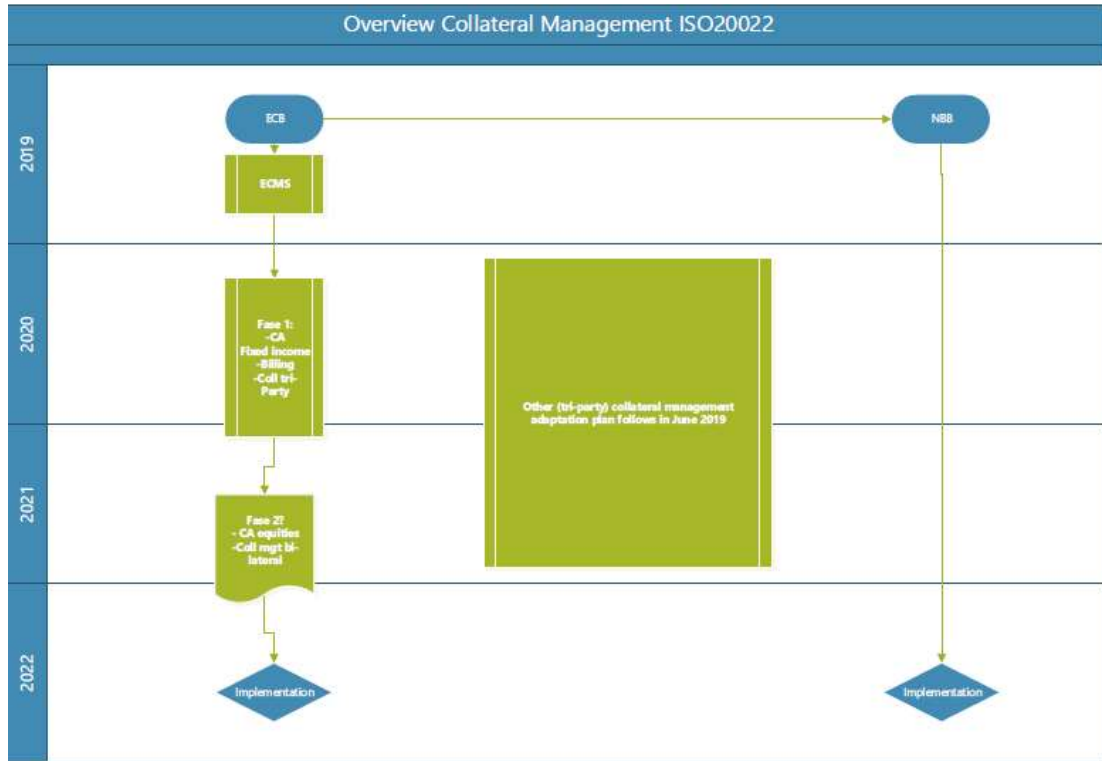 Overview Collateral Management ISO20022
2019
ECB
NBB
ECMS
2020
Fase 1:
-CA
Fixed income
-Billing
-Coll tri-
Party
Other (tri-party) collateral management
adaptation plan follows in June 2019
2021
Fase 2?
- CA equities
-Coll mgt bi-
lateral
2022
Implementation
Implementation